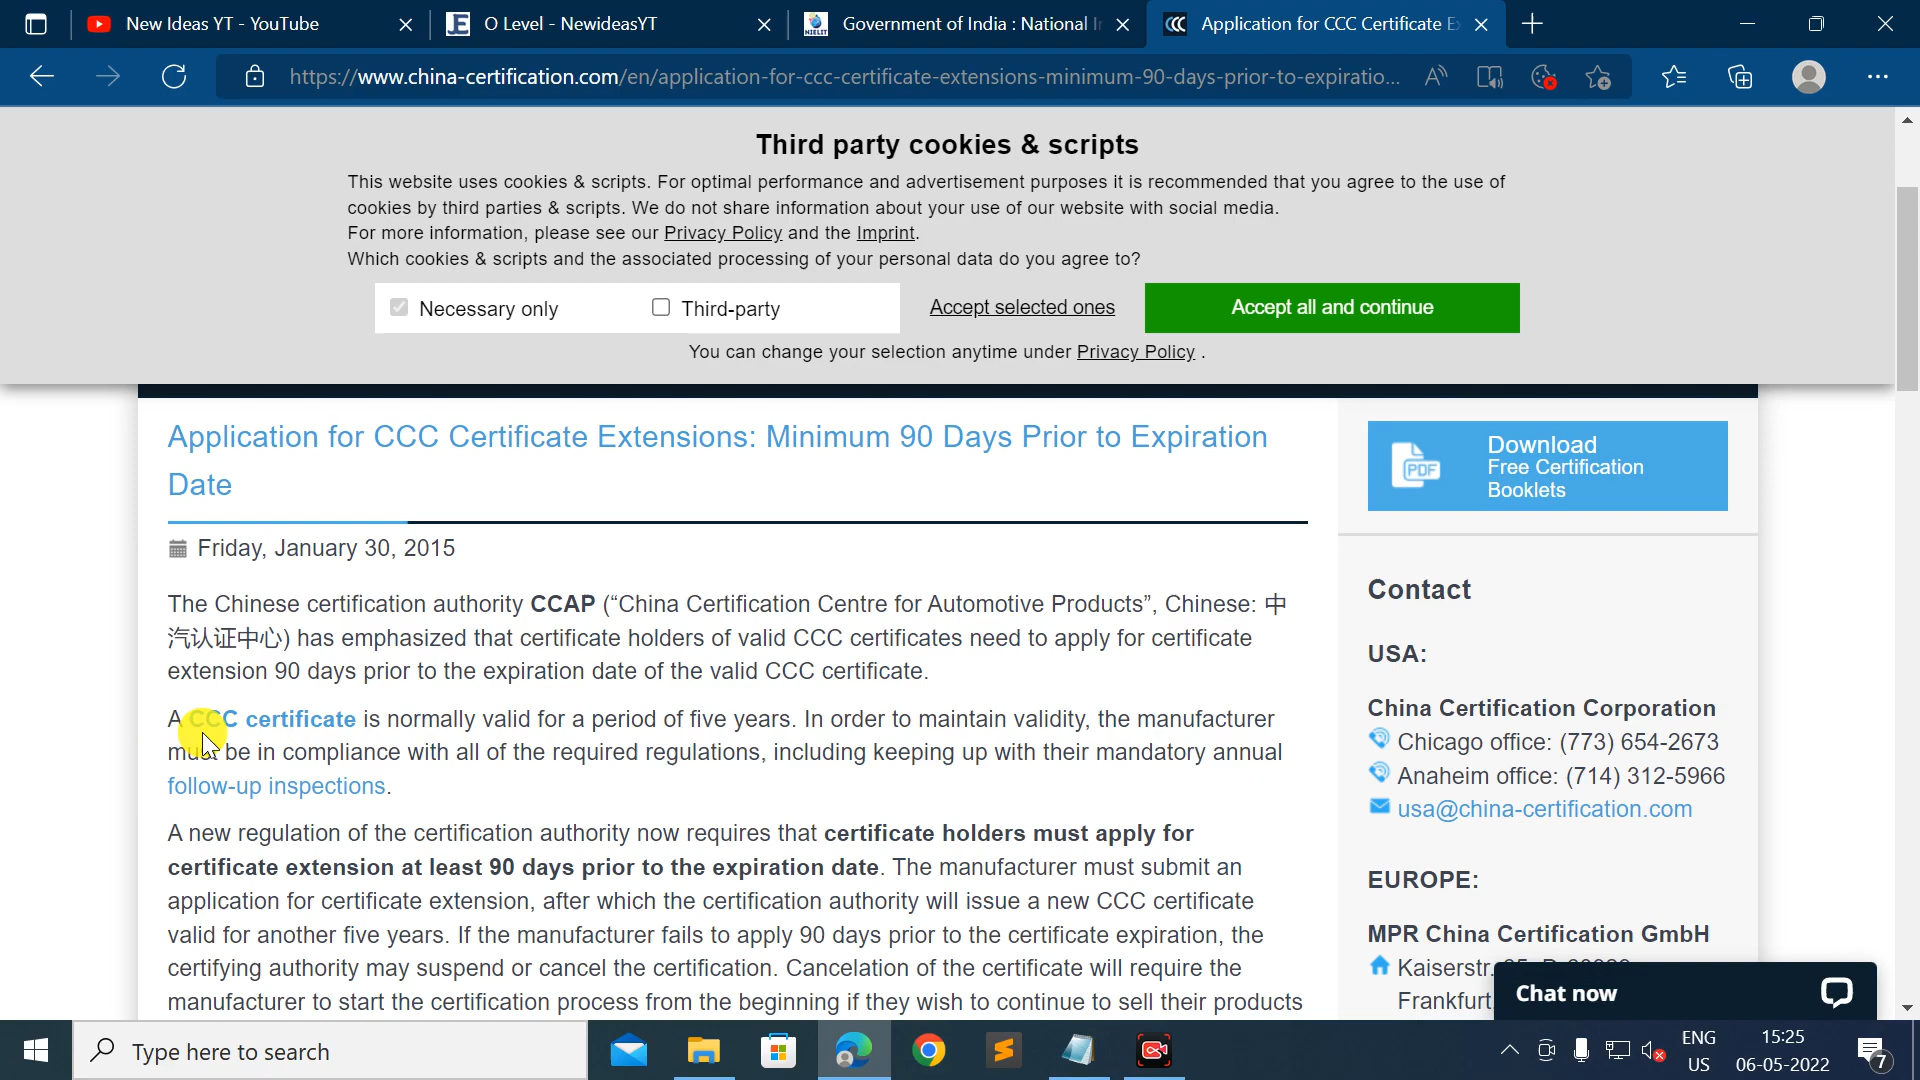 New Ideas YT - YouTube
O Level - NewideasYT
Government of India : National I
Application for CCC Certificate E
https://www.china-certification.com/en/application-for-ccc-certificate-extensions-minimum-90-days-prior-to-expiratio...
Third party cookies & scripts
This website uses cookies & scripts. For optimal performance and advertisement purposes it is recommended that you agree to the use of
cookies by third parties & scripts. We do not share information about your use of our website with social media.
For more information, please see our Privacy Policy and the Imprint.
Which cookies & scripts and the associated processing of your personal data do you agree to?
Necessary only
Third-party
Accept selected ones
Accept all and continue
You can change your selection anytime under Privacy Policy .
Application for CCC Certificate Extensions: Minimum 90 Days Prior to Expiration
Date
Friday, January 30, 2015
The Chinese certification authority CCAP (“China Certification Centre for Automotive Products”, Chinese: 中
汽认证中心) has emphasized that certificate holders of valid CCC certificates need to apply for certificate
extension 90 days prior to the expiration date of the valid CCC certificate.
A CCC certificate is normally valid for a period of five years. In order to maintain validity, the manufacturer
must be in compliance with all of the required regulations, including keeping up with their mandatory annual
follow-up inspections.
A new regulation of the certification authority now requires that certificate holders must apply for
certificate extension at least 90 days prior to the expiration date. The manufacturer must submit an
application for certificate extension, after which the certification authority will issue a new CCC certificate
valid for another five years. If the manufacturer fails to apply 90 days prior to the certificate expiration, the
certifying authority may suspend or cancel the certification. Cancelation of the certificate will require the
manufacturer to start the certification process from the beginning if they wish to continue to sell their products
PDF
Download
Free Certification
Booklets
Contact
USA:
China Certification Corporation
Chicago office: (773) 654-2673
Anaheim office: (714) 312-5966
usa@china-certification.com
EUROPE:
MPR China Certification GmbH
Kaiserstr.
Frankfurt
Chat now
Type here to search
ENG
US
15:25
06-05-2022
7